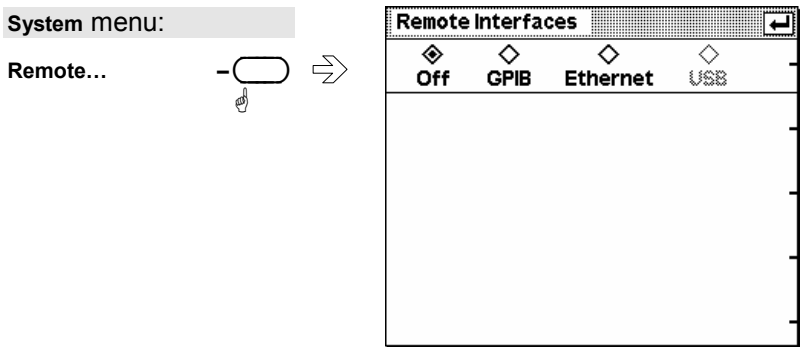 System menu:
Remote...
Remote Interfaces
Off GPIB Ethernet USB